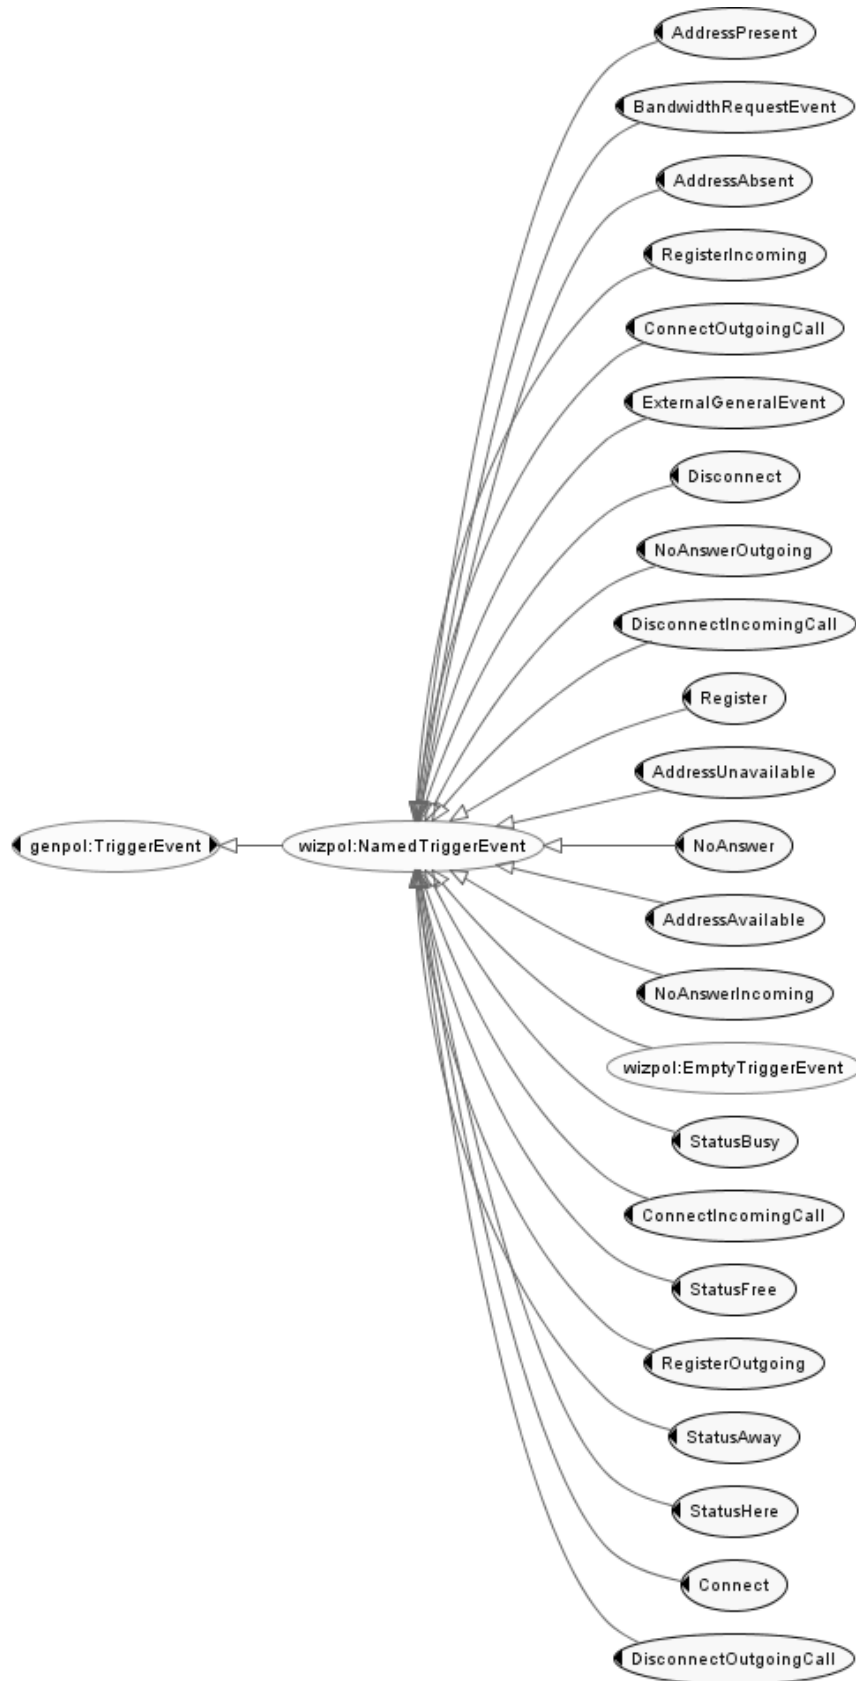 AddressPresent
BandwidthRequestEvent
AddressAbsent
RegisterIncoming
ConnectOutgoingCall
ExternalGeneralEvent
Disconnect
NoAnswerOutgoing
DisconnectIncomingCall
Register
AddressUnavailable
genpol:TriggerEvent
wizpol:NamedTriggerEvent
NoAnswer
AddressAvailable
NoAnswerIncoming
wizpol:EmptyTriggerEvent
StatusBusy
ConnectIncomingCall
StatusFree
RegisterOutgoing
StatusAway
StatusHere
Connect
DisconnectOutgoingCall